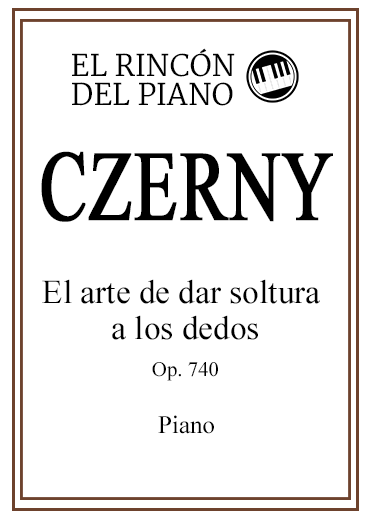 EL RINCÓN
DEL PIANO
CZERNY
El arte de dar soltura
a los dedos
Op. 740
Piano